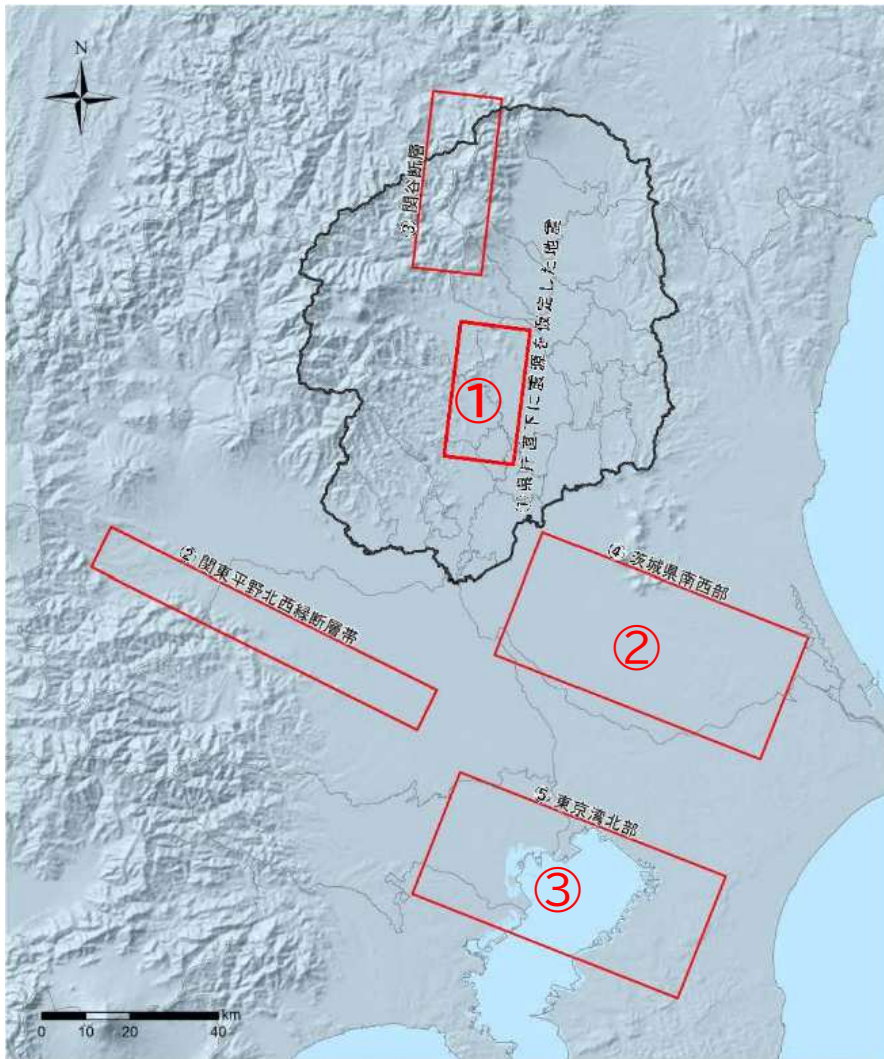 N
(3) 関谷断層
(1) 県庁直下に震源を仮定した地震
①
(2) 関東平野北西縁断層帯
(4) 茨城県南西部
②
(5) 東京湾北部
③
km
0 10 20 40